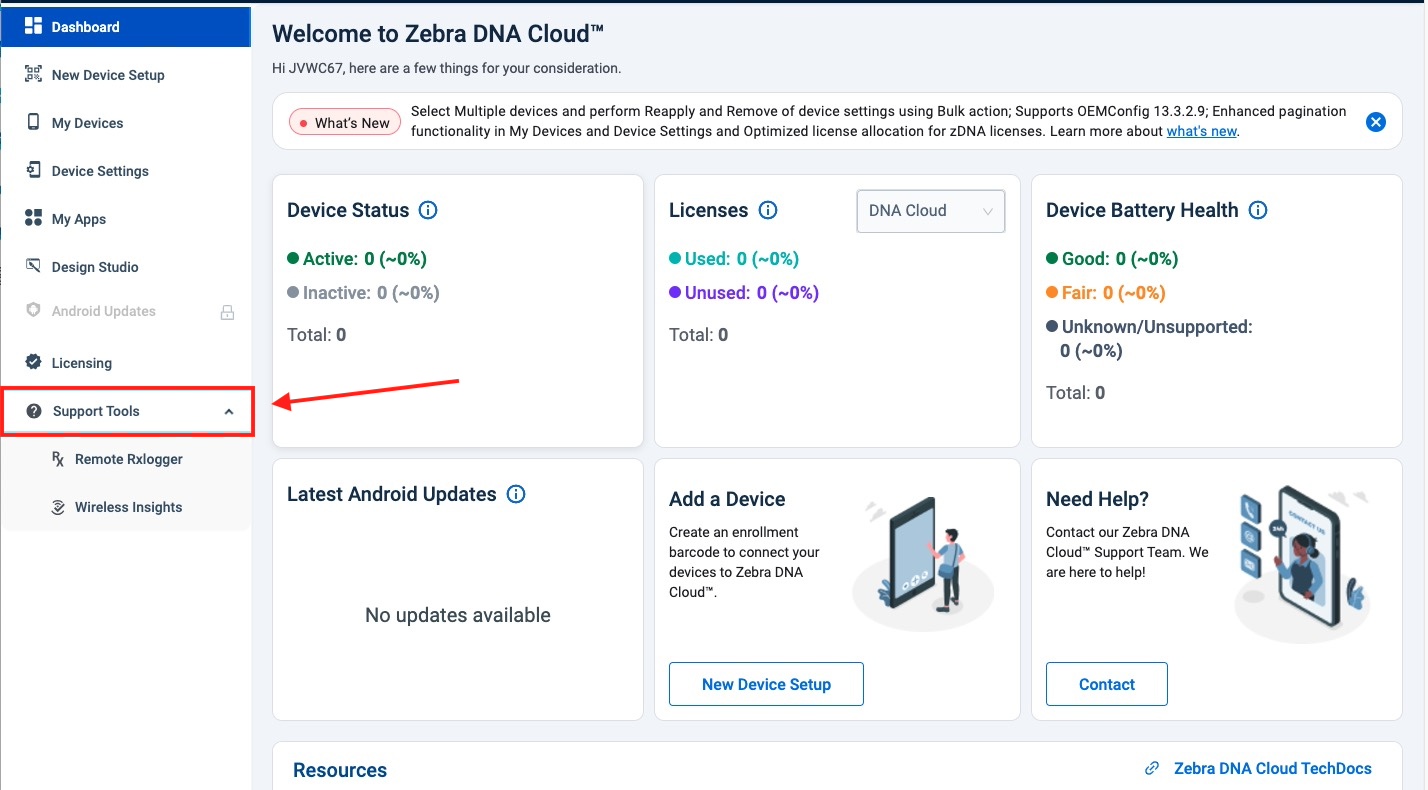 Dashboard
New Device Setup
My Devices
Device Settings
My Apps
Design Studio
Android Updates
Licensing
Support Tools
Remote Rxlogger
Wireless Insights
Welcome to Zebra DNA Cloud™
Hi JVWC67, here are a few things for your consideration.
What's New
Select Multiple devices and perform Reapply and Remove of device settings using Bulk action; Supports OEMConfig 13.3.2.9; Enhanced pagination
functionality in My Devices and Device Settings and Optimized license allocation for zDNA licenses. Learn more about what's new.
Device Status
Active: 0 (~0%)
Inactive: 0 (~0%)
Total: 0
Licenses
DNA Cloud
Used: 0 (~0%)
Unused: 0 (~0%)
Total: 0
Device Battery Health
Good: 0 (~0%)
Fair: 0 (~0%)
Unknown/Unsupported:
0 (~0%)
Total: 0
Latest Android Updates
No updates available
Add a Device
Create an enrollment
barcode to connect your
devices to Zebra DNA
Cloud™.
New Device Setup
Need Help?
Contact our Zebra DNA
Cloud™ Support Team. We
are here to help!
CONTACT US
Contact
Resources
Zebra DNA Cloud TechDocs